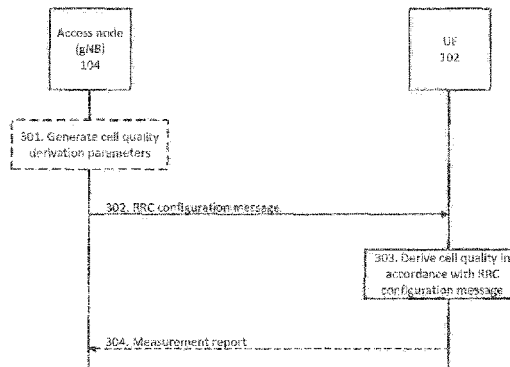 Access node
(gNB)
104
UE
102
301. Generate cell quality
derivation parameters
302. RRC configuration message
303. Derive cell quality in
accordance with RRC
configuration message
304. Measurement report